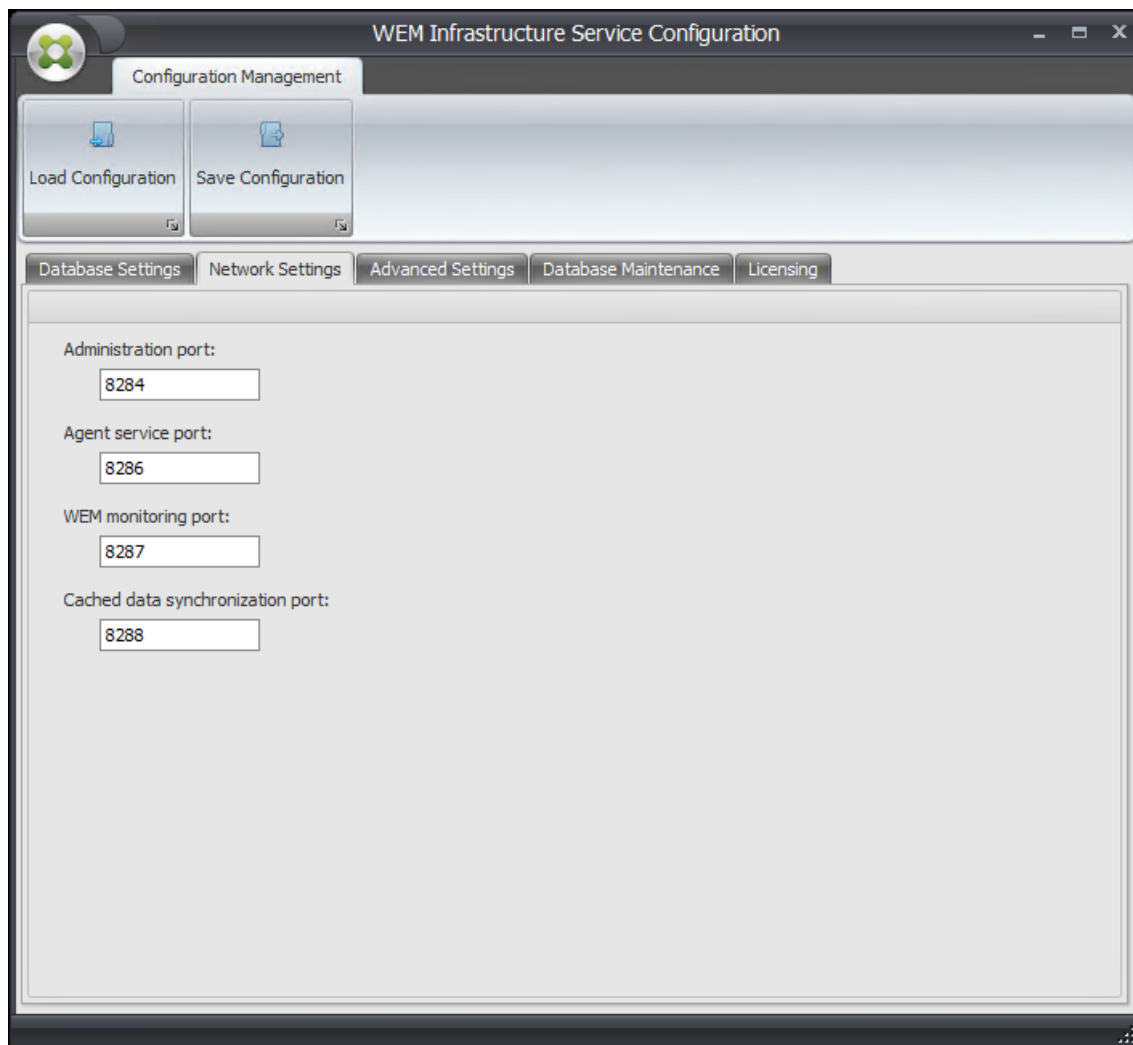 WEM Infrastructure Service Configuration
Configuration Management
Load Configuration Save Configuration
Database Settings Network Settings Advanced Settings Database Maintenance Licensing
Administration port:
8284
Agent service port:
8286
WEM monitoring port:
8287
Cached data synchronization port:
8288